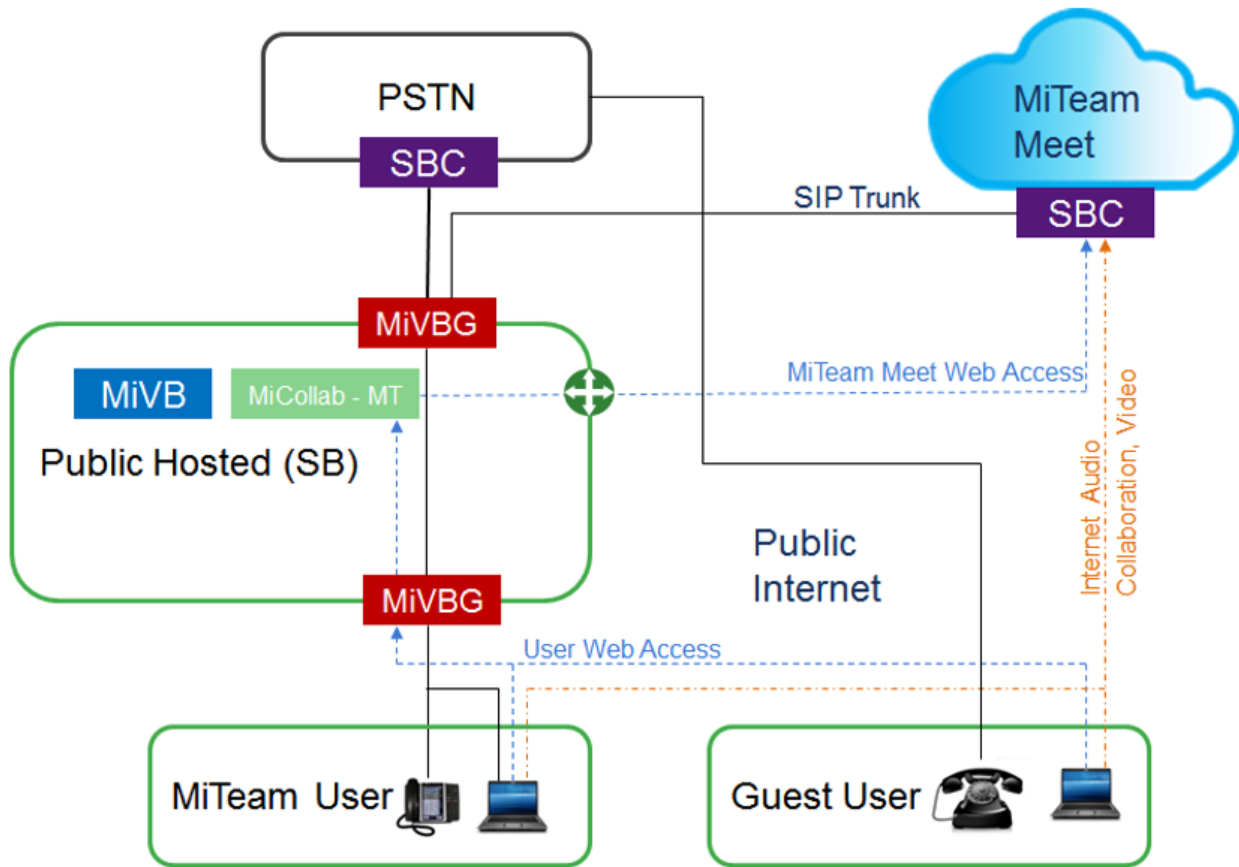 PSTN
SBC
MiTeam
Meet
SIP Trunk
SBC
MiVBG
MiVB
MiCollab - MT
MiTeam Meet Web Access
Public Hosted (SB)
Internet Audio
Collaboration, Video
Public
Internet
MiVBG
User Web Access
MiTeam User
Guest User